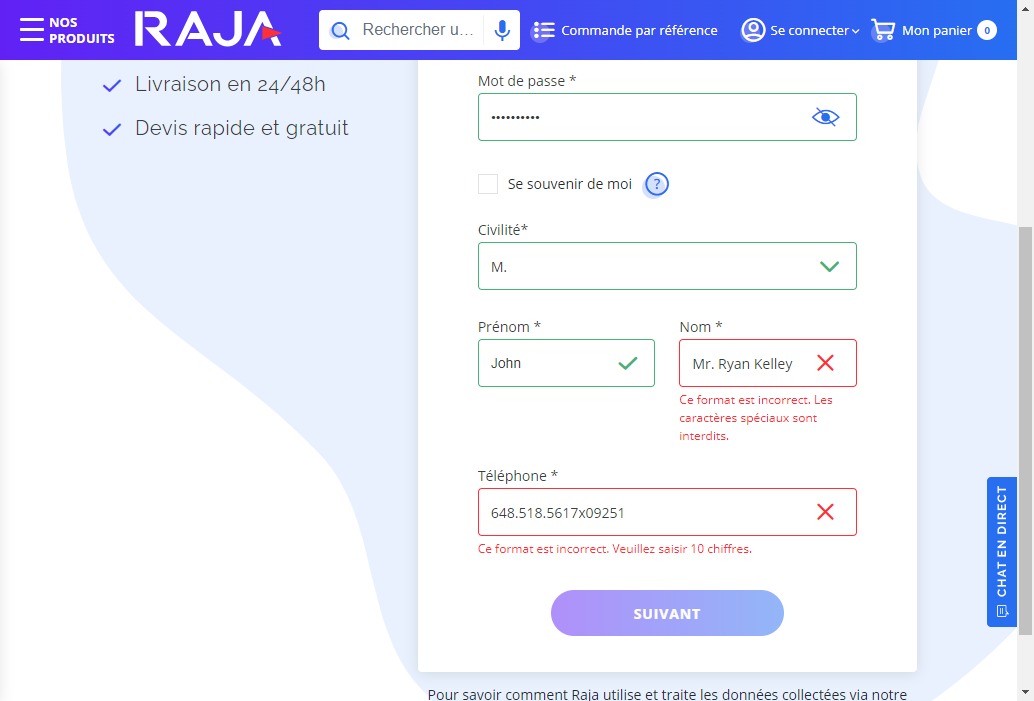 NOS
PRODUITS
RAJA
Rechercher u...
Commande par référence
Se connecter
Mon panier
0
Livraison en 24/48h
Devis rapide et gratuit
Mot de passe *
••••••••••
Se souvenir de moi
?
Civilité*
M.
Prénom *
Nom *
John
Mr. Ryan Kelley
Ce format est incorrect. Les
caractères spéciaux sont
interdits.
Téléphone *
648.518.5617x09251
Ce format est incorrect. Veuillez saisir 10 chiffres.
SUIVANT
CHAT EN DIRECT
Pour savoir comment Raja utilise et traite les données collectées via notre